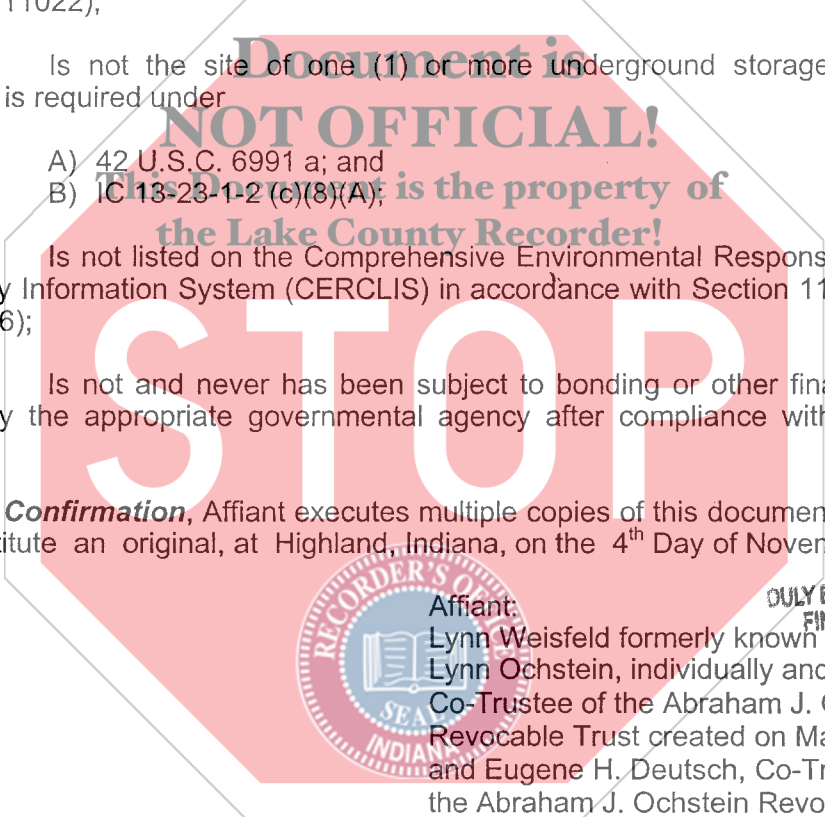 11022),
Document is
Is not the site of one (1) or more underground storage
is required under
NOT OFFICIAL!
A) 42 U.S.C. 6991 a; and
This Document is the property of
B) IC 13-23-1-2 (c)(8)(A);
the Lake County Recorder!
Is not listed on the Comprehensive Environmental Respons
y Information System (CERCLIS) in accordance with Section 11
6);
STOP
Is not and never has been subject to bonding or other fina
y the appropriate governmental agency after compliance with
Confirmation, Affiant executes multiple copies of this documen
titute an original, at Highland, Indiana, on the 4th Day of Novem
RECORDER'S OFFICE
SEAL
INDIANA
Affiant:
DULY E
FIN
Lynn Weisfeld formerly known
Lynn Ochstein, individually and
Co-Trustee of the Abraham J. O
Revocable Trust created on Ma
and Eugene H. Deutsch, Co-Tr
the Abraham J. Ochstein Revo